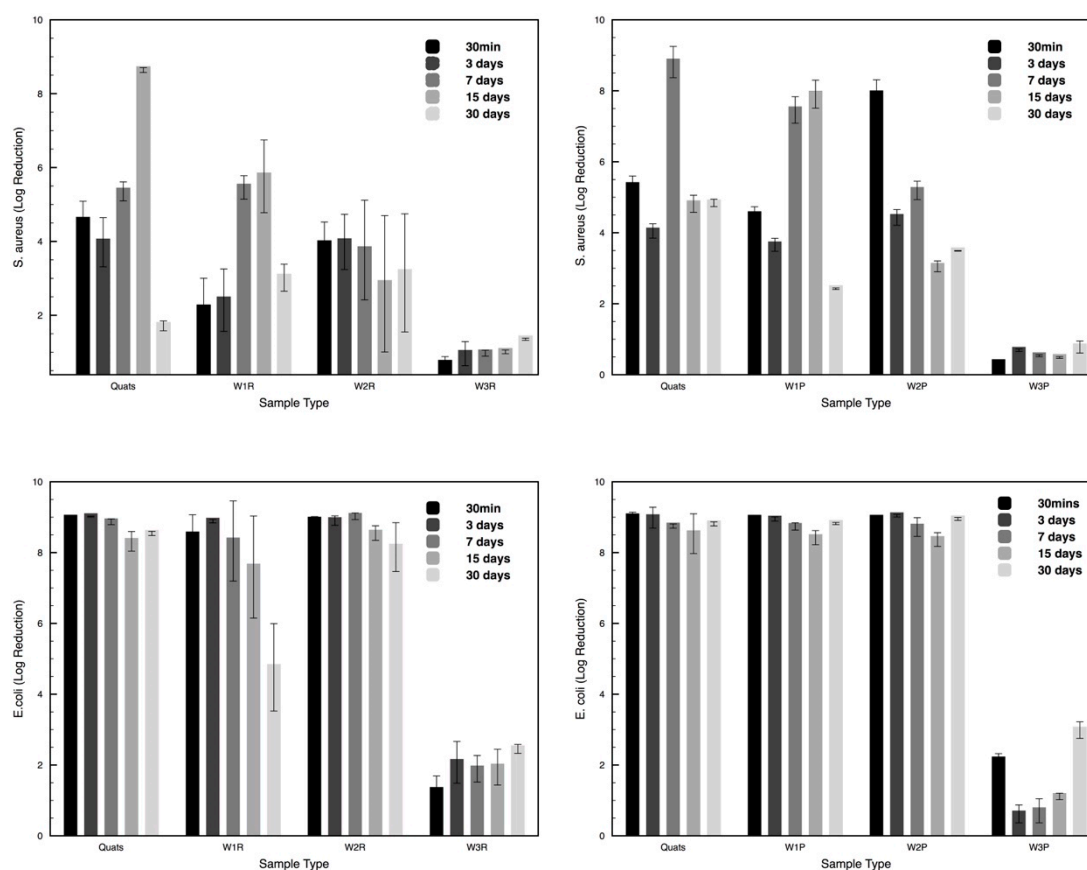 S. aureus (Log Reduction)
10
8
6
4
2
30min
3 days
7 days
15 days
30 days
Quats W1R W2R W3R
Sample Type
S. aureus (Log Reduction)
10
8
6
4
2
0
30min
3 days
7 days
15 days
30 days
Quats W1P W2P W3P
Sample Type
E.coli (Log Reduction)
10
8
6
4
2
0
30min
3 days
7 days
15 days
30 days
Quats W1R W2R W3R
Sample Type
E. coli (Log Reduction)
10
8
6
4
2
0
30mins
3 days
7 days
15 days
30 days
Quats W1P W2P W3P
Sample Type